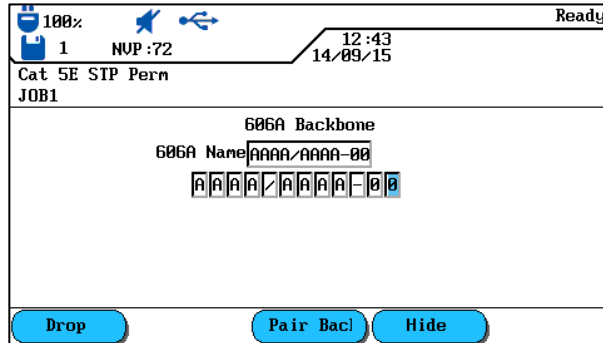 100% Ready
1 NVP:72 12:43
14/09/15
Cat 5E STP Perm
JOB1
606A Backbone
606A Name AAAA/AAAA-00
AAAA/AAAA-00
Drop Pair Bac Hide